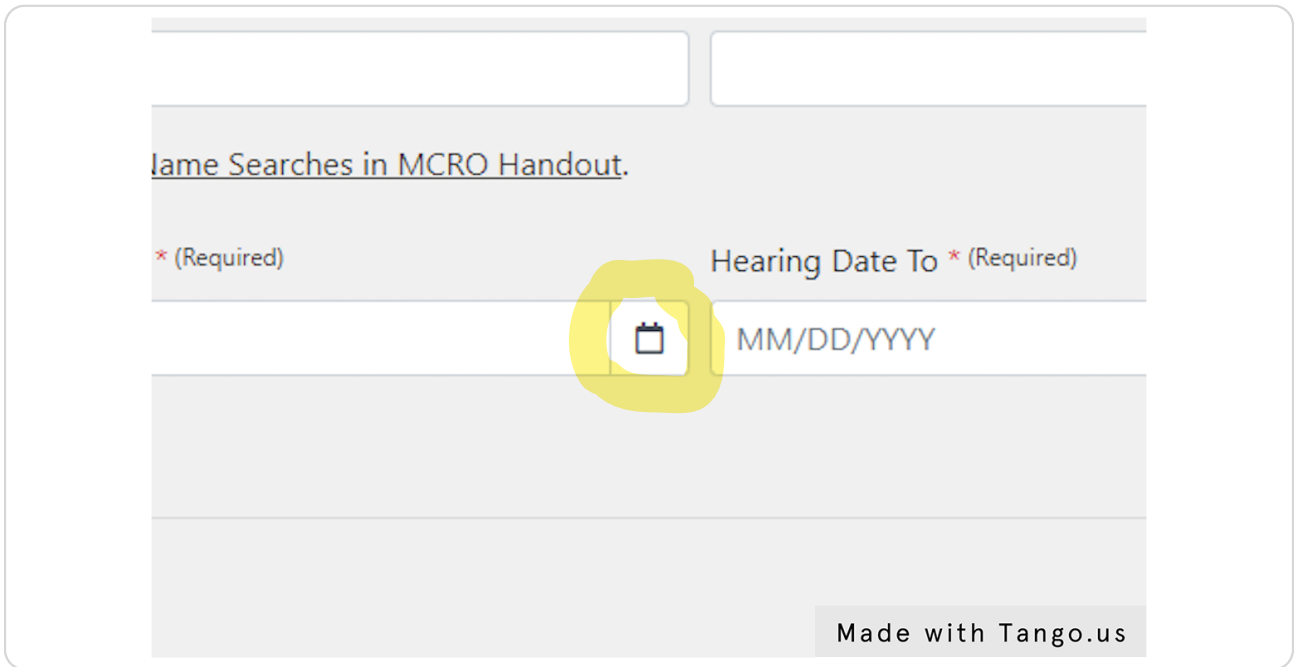 Name Searches in MCRO Handout.
* (Required)
Hearing Date To * (Required)
MM/DD/YYYY
Made with Tango.us